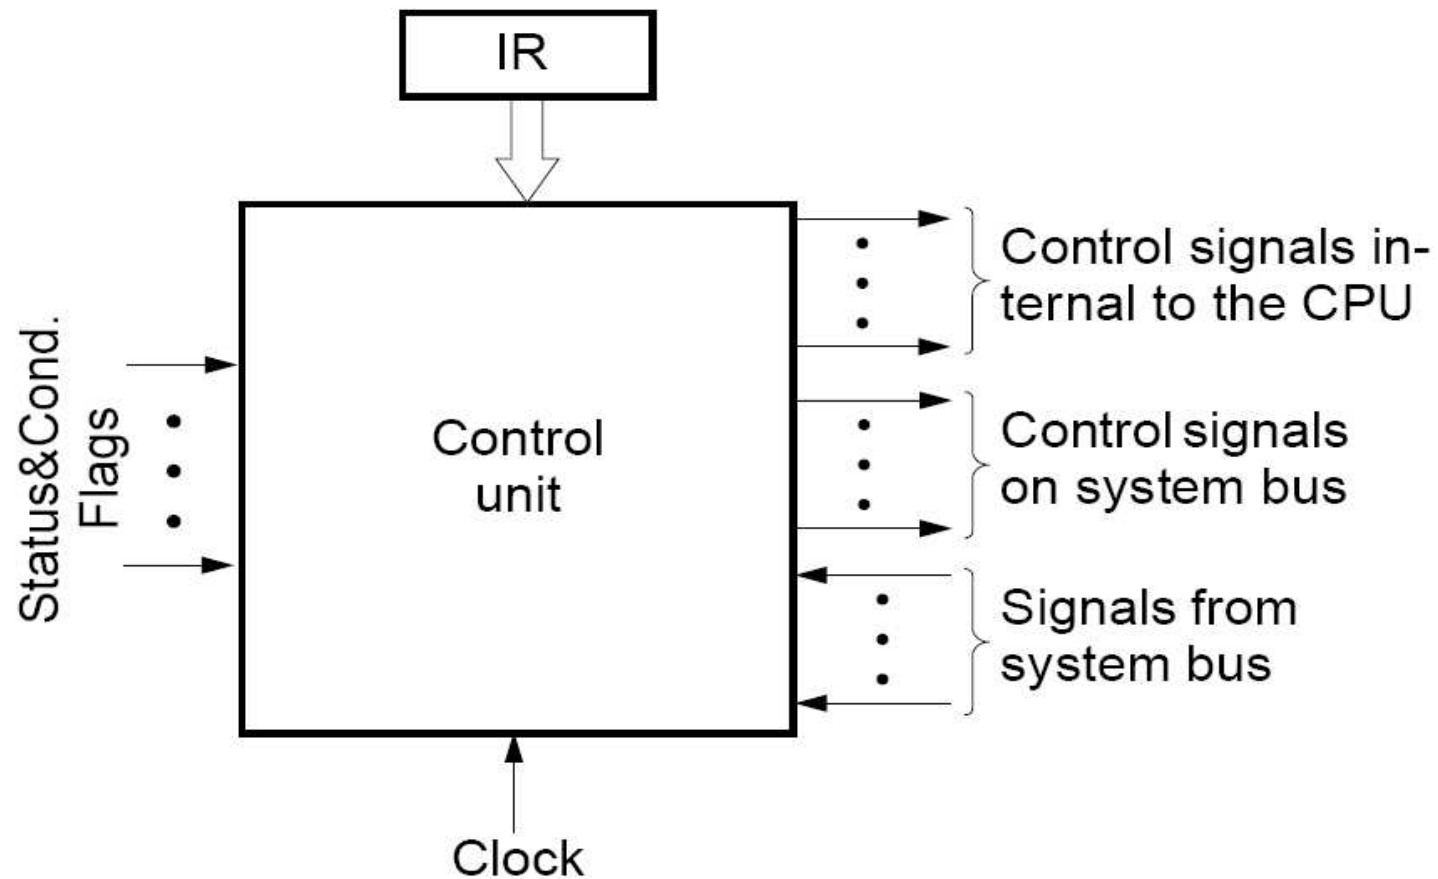 IR
Control signals in-
ternal to the CPU
Status&Cond.
Flags
Control
unit
Control signals
on system bus
Signals from
system bus
Clock